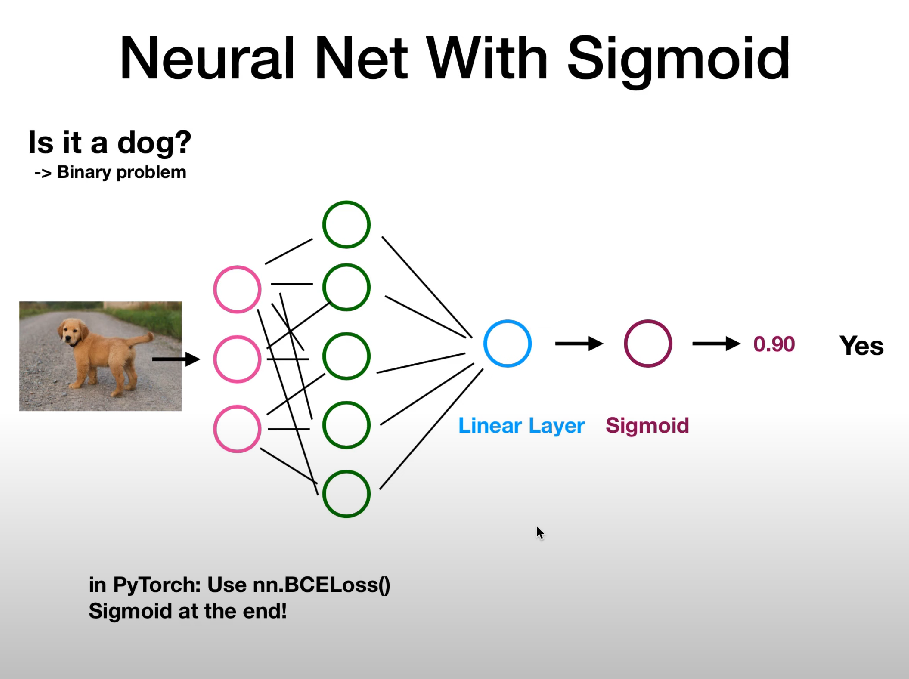 Neural Net With Sigmoid
Is it a dog?
-> Binary problem
0.90
Yes
Linear Layer
Sigmoid
in PyTorch: Use nn.BCELoss()
Sigmoid at the end!